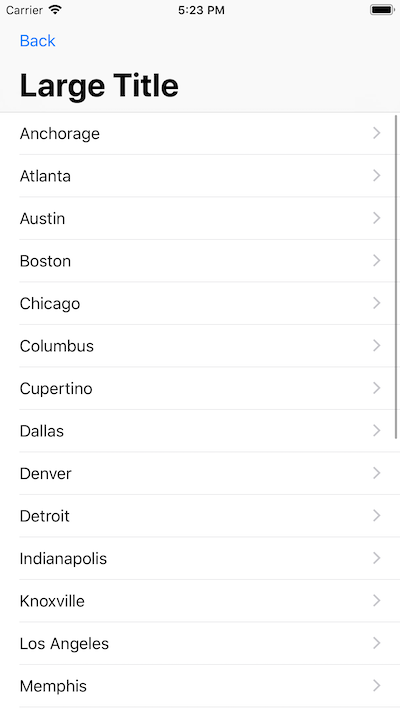 Carrier 5:23 PM
Back
Large Title
Anchorage
Atlanta
Austin
Boston
Chicago
Columbus
Cupertino
Dallas
Denver
Detroit
Indianapolis
Knoxville
Los Angeles
Memphis